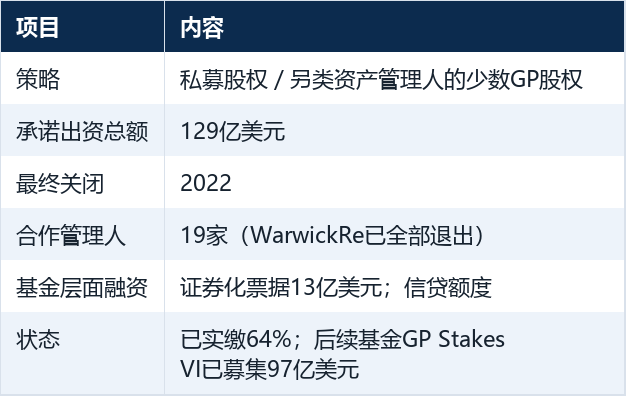 项目 内容
策略 私募股权 / 另类资产管理人的少数GP股权
承诺出资总额 129亿美元
最终关闭 2022
合作管理人 19家（WarwickRe已全部退出）
基金层面融资 证券化票据13亿美元；信贷额度
状态 已实缴64%；后续基金GP Stakes
VI已募集97亿美元